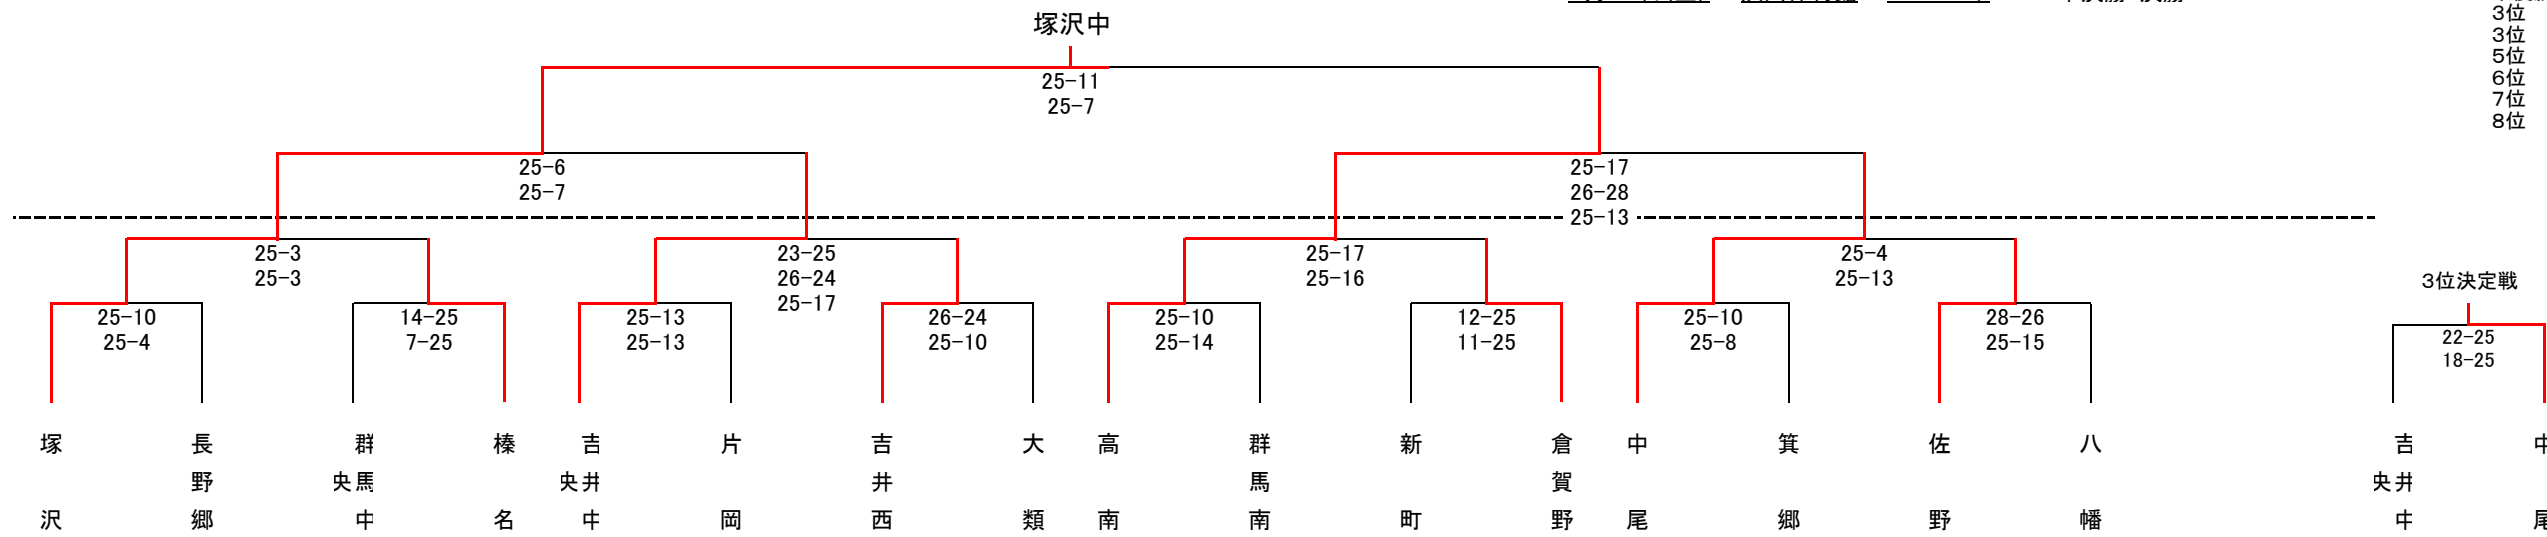 塚沢中
3位
3位
5位
6位
7位
8位
25-11
25-7
25-6
25-7
25-17
26-28
25-13
25-3
25-3
23-25
26-24
25-17
25-17
25-16
25-4
25-13
3位決定戦
25-10
25-4
14-25
7-25
25-13
25-13
26-24
25-10
25-10
25-14
12-25
11-25
25-10
25-8
28-26
25-15
22-25
18-25
塚沢
長野郷
群馬中央
榛名
吉井中央
片岡
吉井西
大類
高南
群馬南
新町
倉賀野
中尾
箕郷
佐野
八幡
吉井中央
中尾